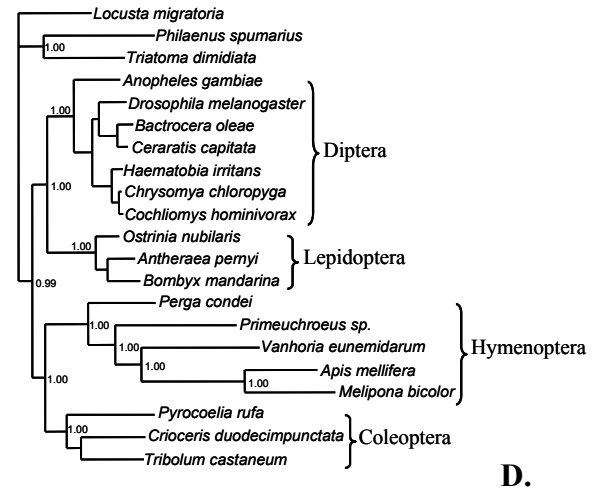 Locusta migratoria
Philaenus spumarius
1.00
Triatoma dimidiata
Anopheles gambiae
1.00
Drosophila melanogaster
Bactrocera oleae
Ceraratis capitata
Diptera
Haematobia irritans
1.00
Chrysomya chloropyga
Cochliomys hominivorax
Ostrinia nubilaris
1.00
Antheraea pernyi
Lepidoptera
Bombyx mandarina
0.99
Perga condei
1.00
Primeuchroeus sp.
1.00
Vanhoria eunemidarum
Hymenoptera
Apis mellifera
1.00
1.00
Melipona bicolor
Pyrocoelia rufa
1.00
Crioceris duodecimpunctata
Coleoptera
Tribolum castaneum
D.